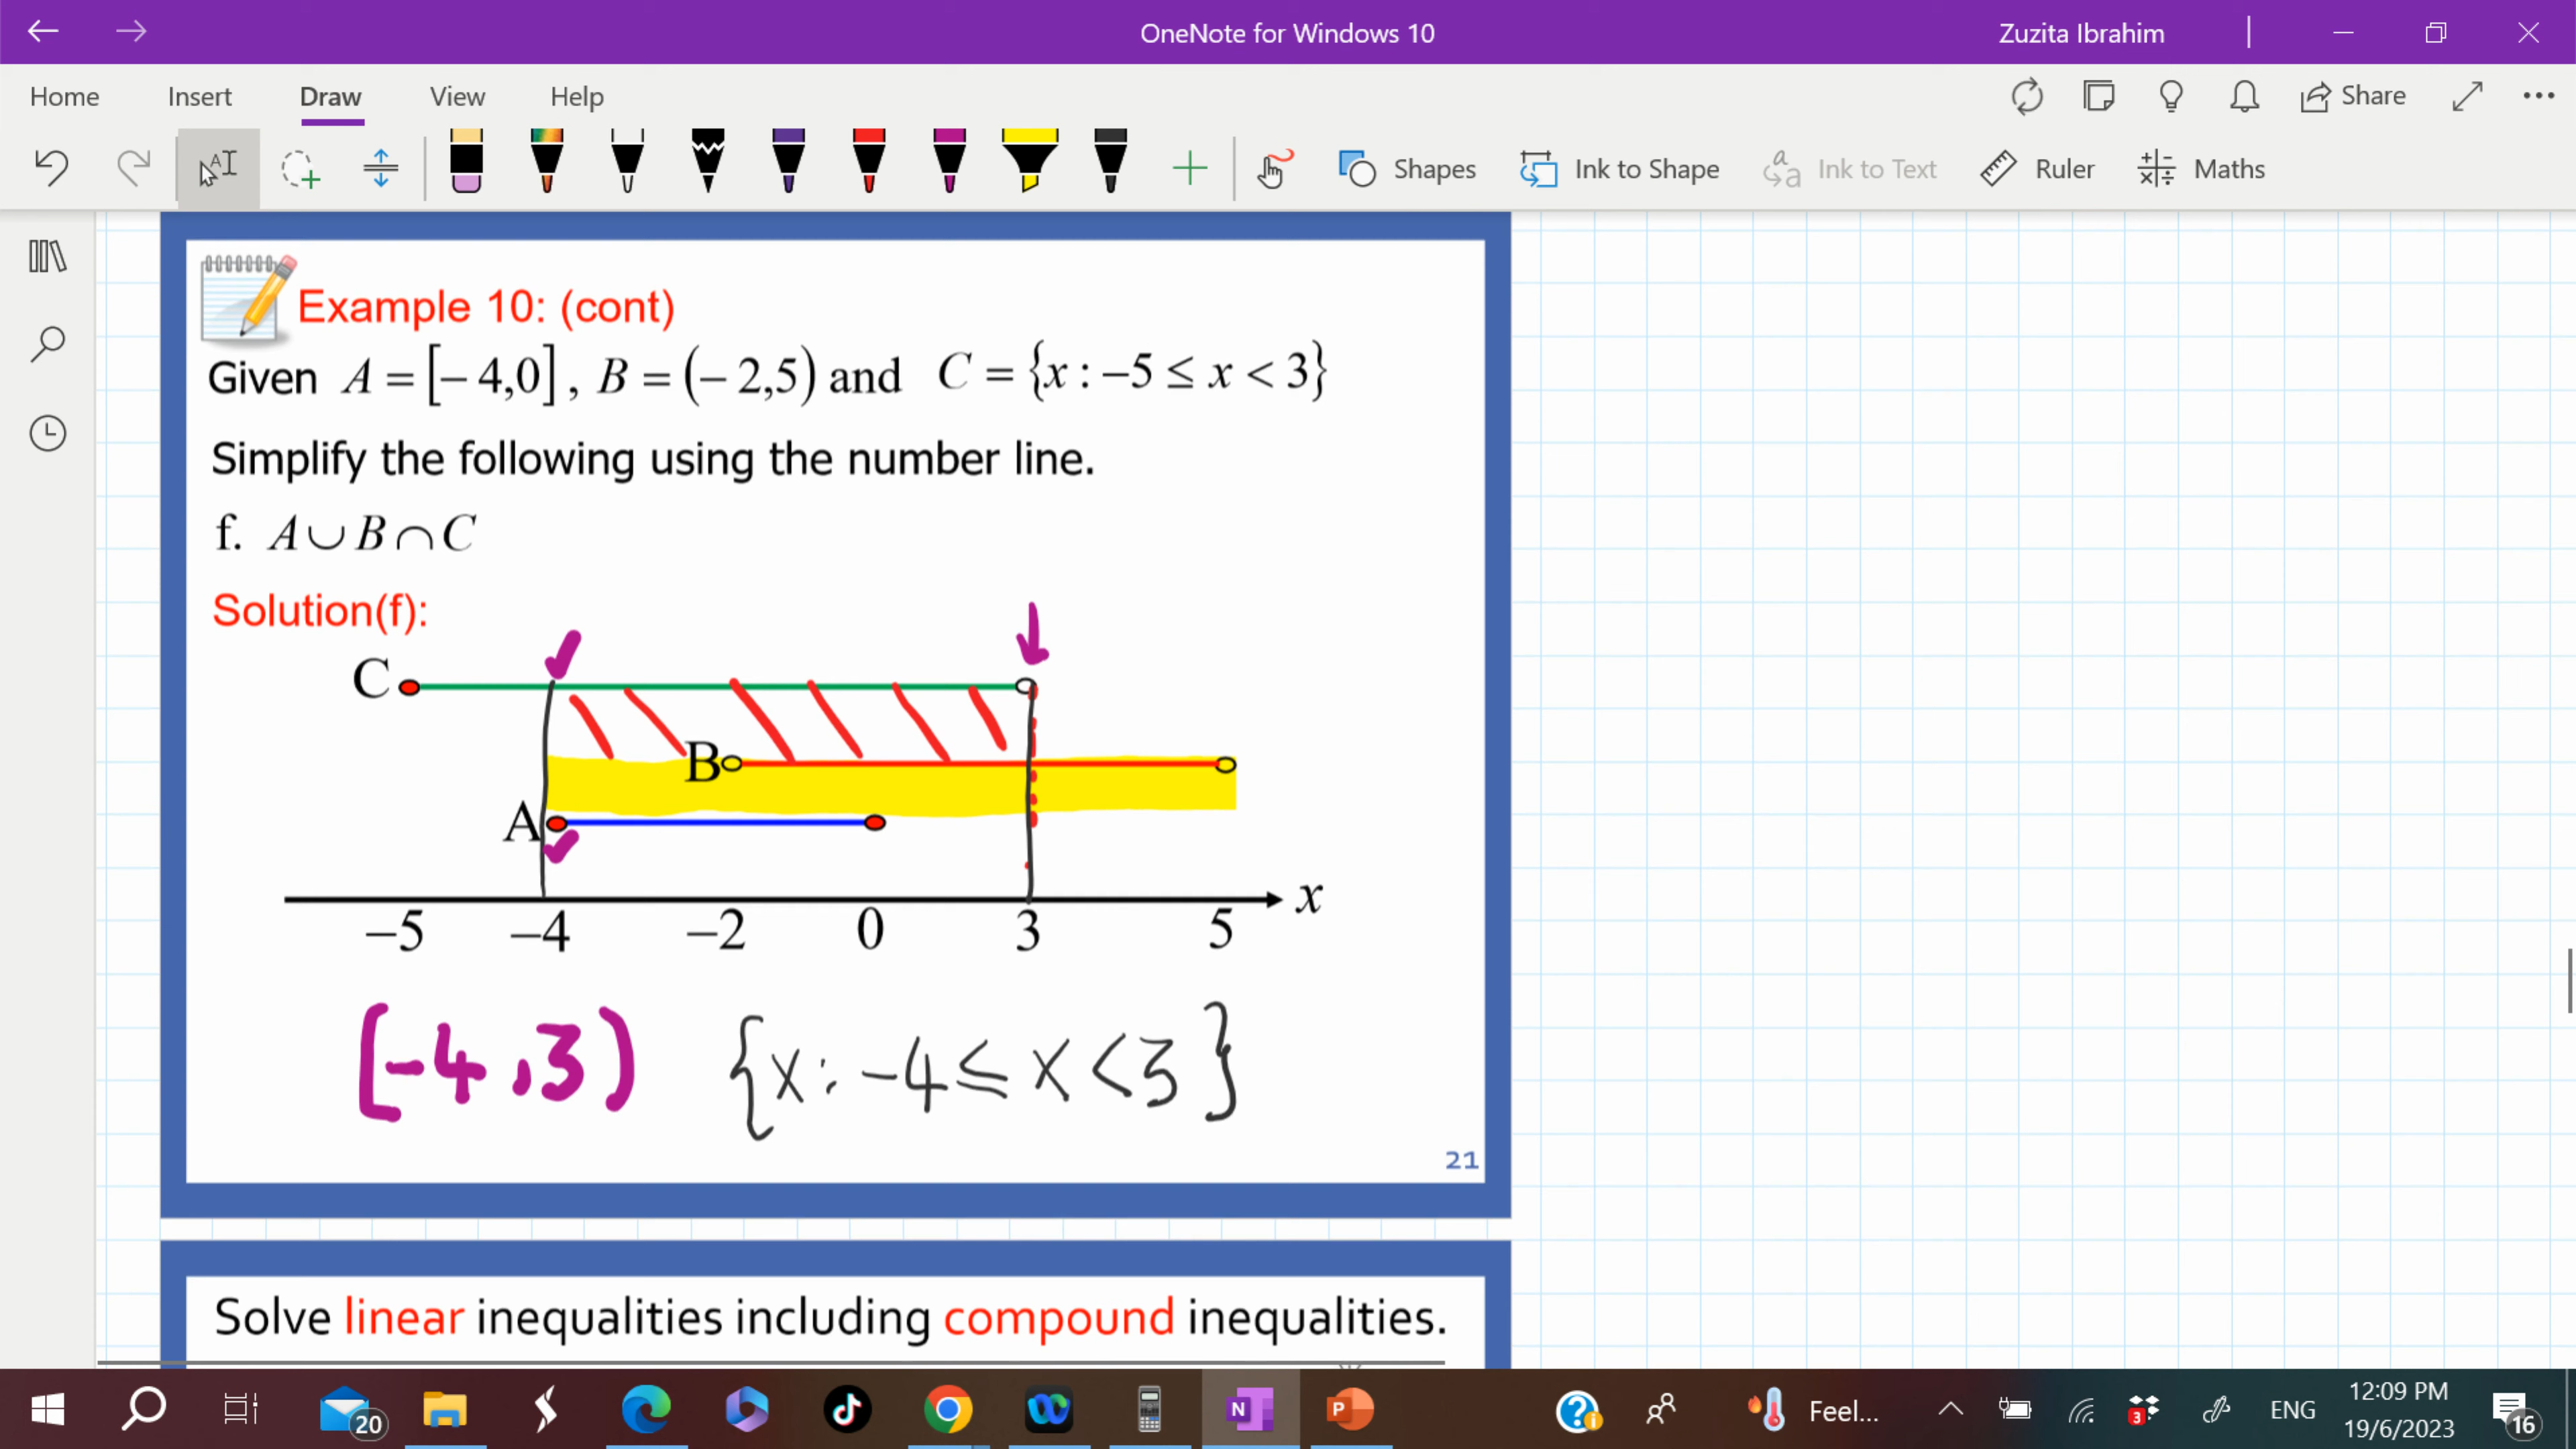 OneNote for Windows 10 Zuzita Ibrahim
Home Insert Draw View Help Share
Shapes Ink to Shape Ink to Text Ruler Maths
Example 10: (cont)
Given A = [– 4,0] , B = (– 2,5) and C = {x : –5 ≤ x < 3}
Simplify the following using the number line.
f. A ∪ B ∩ C
Solution(f):
C
B
A
x
–5 –4 –2 0 3 5
[-4,3) {x: -4 ≤ x < 3}
21
Solve linear inequalities including compound inequalities.
20 N P Feel... 3 ENG 12:09 PM 16
19/6/2023